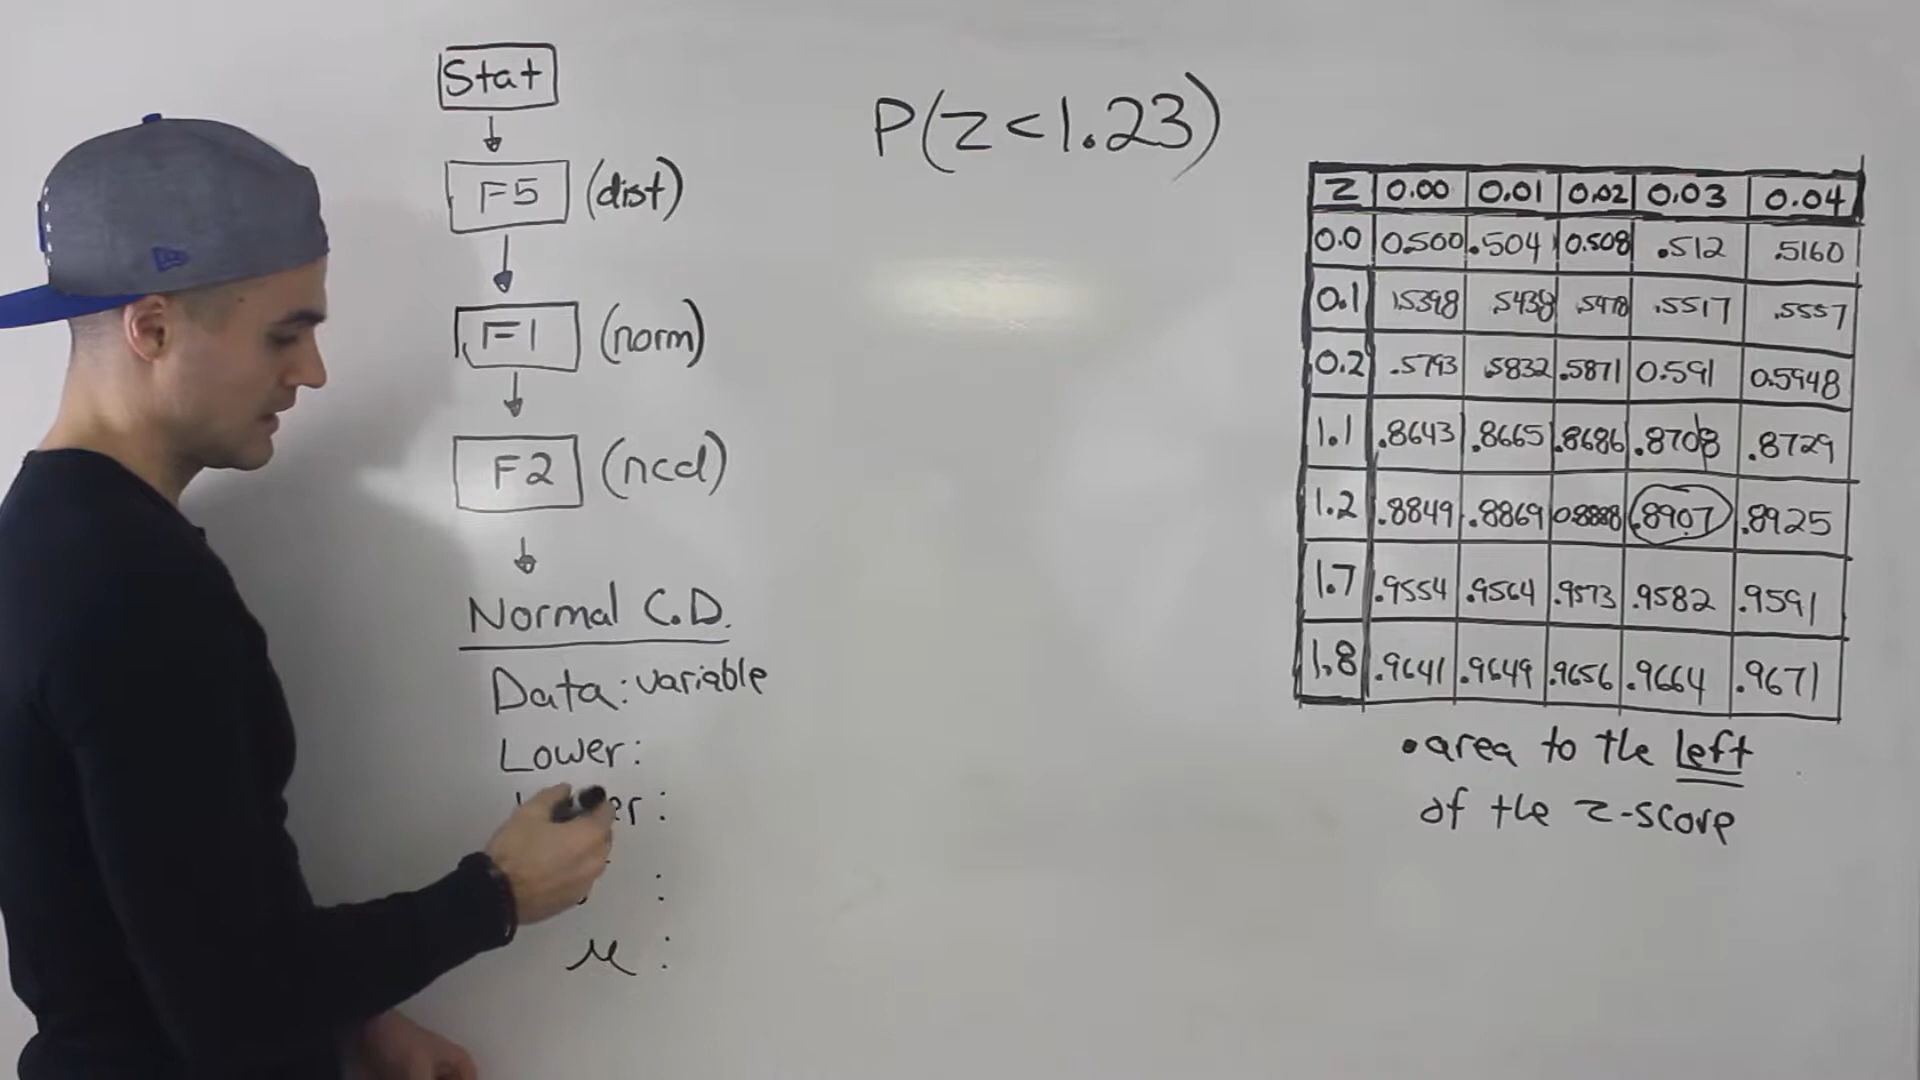 Stat
F5 (dist)
F1 (norm)
F2 (ncd)
Normal C.D.
Data: variable
Lower:
:
:
μ :
P(Z<1.23)
Z 0.00 0.01 0.02 0.03 0.04
0.0 0.500 .504 0.508 .512 .5160
0.1 .5398 .5438 .5478 .5517 .5557
0.2 .5793 .5832 .5871 0.591 0.5948
1.1 .8643 .8665 .8686 .8708 .8729
1.2 .8849 .8869 0.8888 .8907 .8925
1.7 .9554 .9564 .9573 .9582 .9591
1.8 .9641 .9649 .9656 .9664 .9671
•area to the left
of the z-score